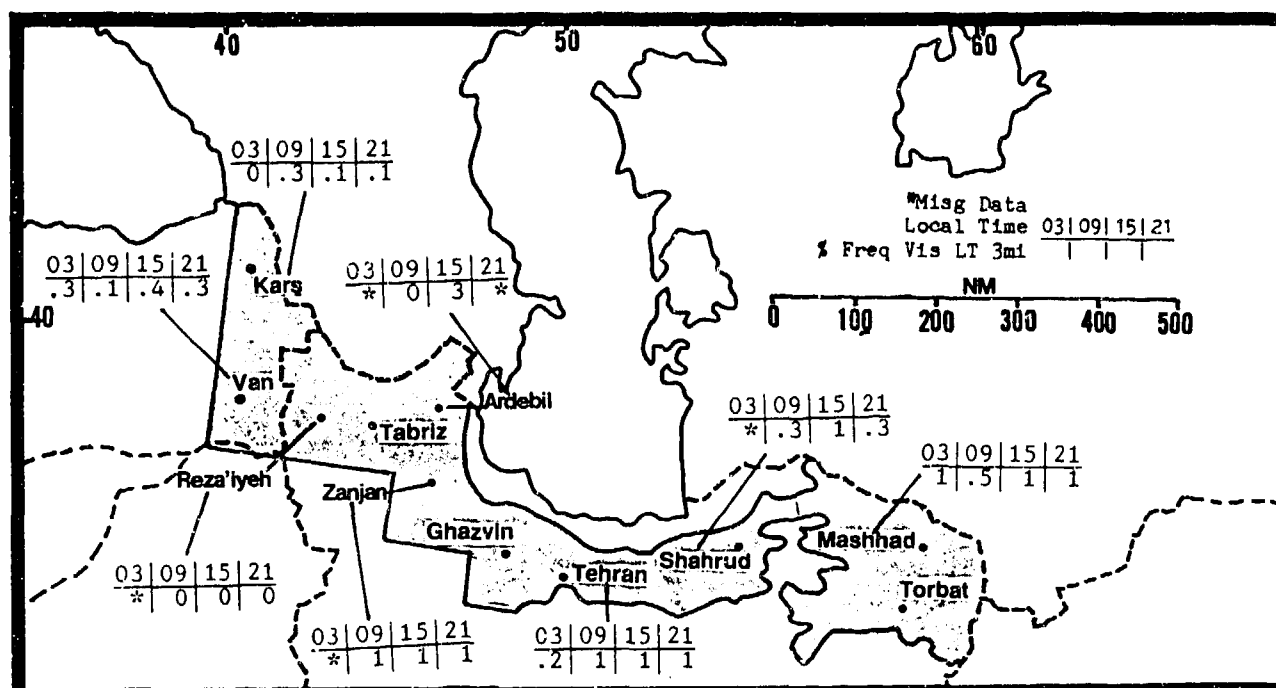 40 50 60
03|09|15|21
0|.3|.1|.1
*Misg Data
Local Time 03|09|15|21
% Freq Vis LT 3mi
03|09|15|21
.3|.1|.4|.3
Kars
03|09|15|21
*|0|3|*
NM
0 100 200 300 400 500
40
Van
Ardebil
Tabriz
03|09|15|21
*|.3|1|.3
03|09|15|21
1|.5|1|1
Reza'iyeh
Zanjan
Ghazvin
Shahrud
Mashhad
Tehran
Torbat
03|09|15|21
*|0|0|0
03|09|15|21
*|1|1|1
03|09|15|21
.2|1|1|1